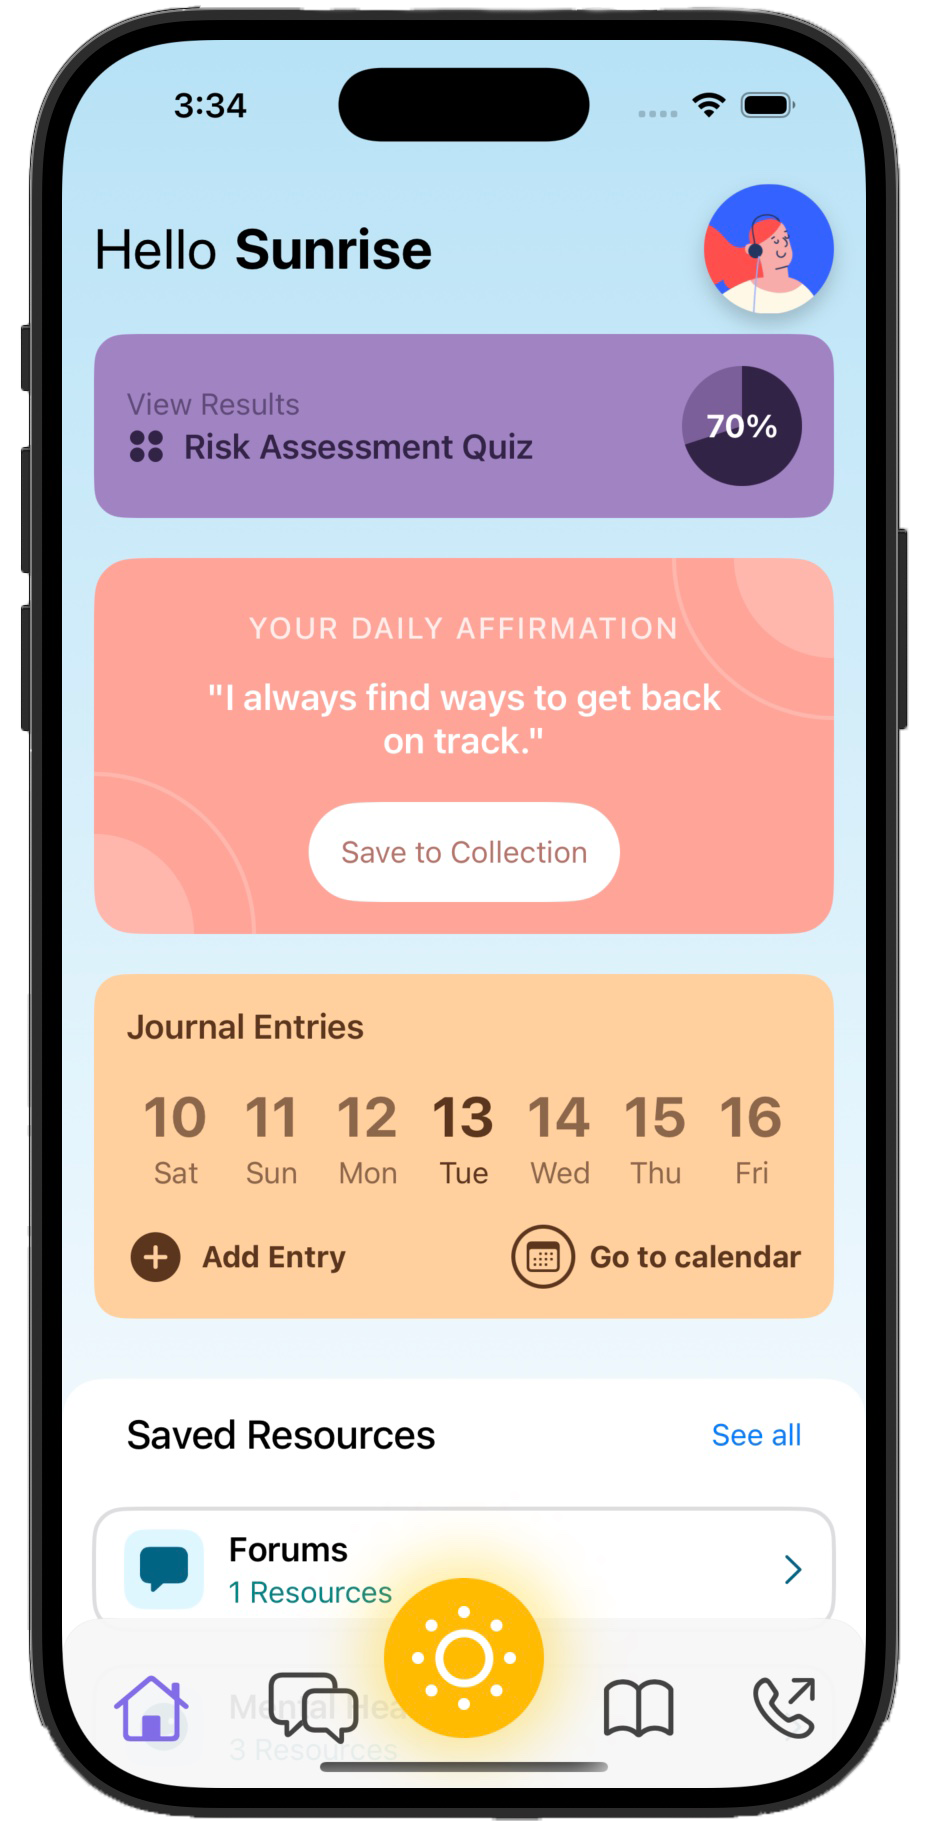 3:34
Hello Sunrise
View Results
Risk Assessment Quiz
70%
YOUR DAILY AFFIRMATION
"I always find ways to get back
on track."
Save to Collection
Journal Entries
10 11 12 13 14 15 16
Sat Sun Mon Tue Wed Thu Fri
Add Entry
Go to calendar
Saved Resources
See all
Forums
1 Resources
Mental
3 Resources